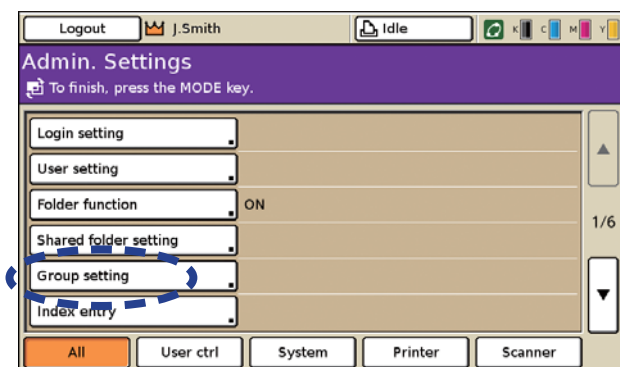 Logout J.Smith Idle K C M Y
Admin. Settings
To finish, press the MODE key.
Login setting
User setting
Folder function ON
Shared folder setting
1/6
Group setting
Index entry
All User ctrl System Printer Scanner